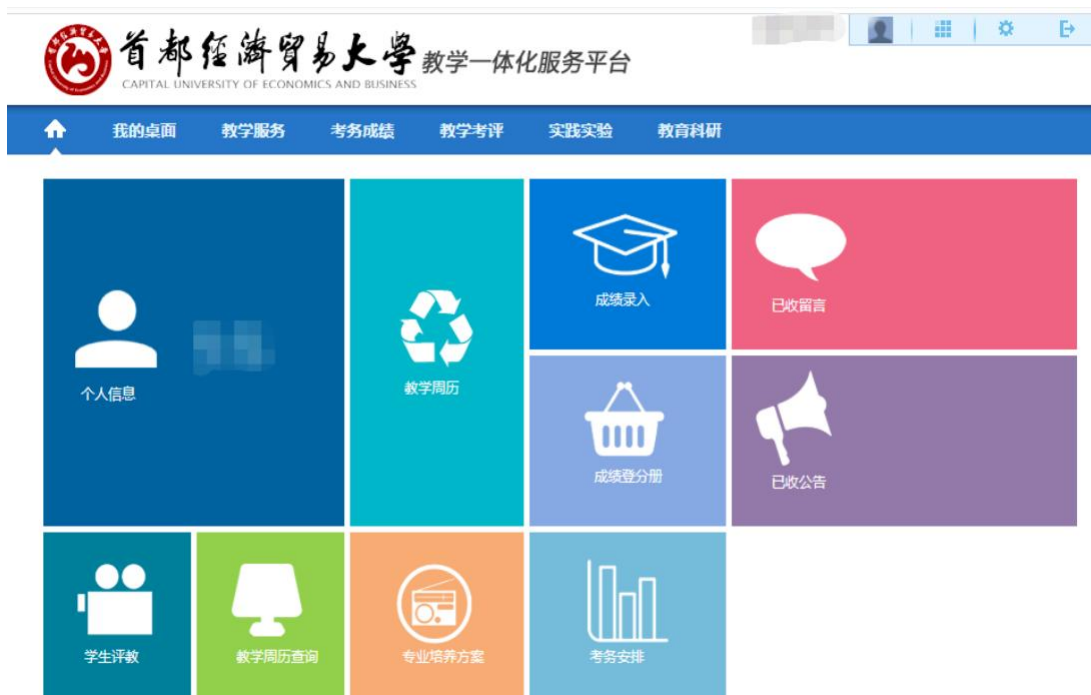 首都經濟貿易大學 教学一体化服务平台
CAPITAL UNIVERSITY OF ECONOMICS AND BUSINESS
我的桌面 教学服务 考务成绩 教学考评 实践实验 教育科研
成绩录入
已收留言
个人信息
教学周历
成绩登分册
已收公告
学生评教
教学周历查询
专业培养方案
考务安排